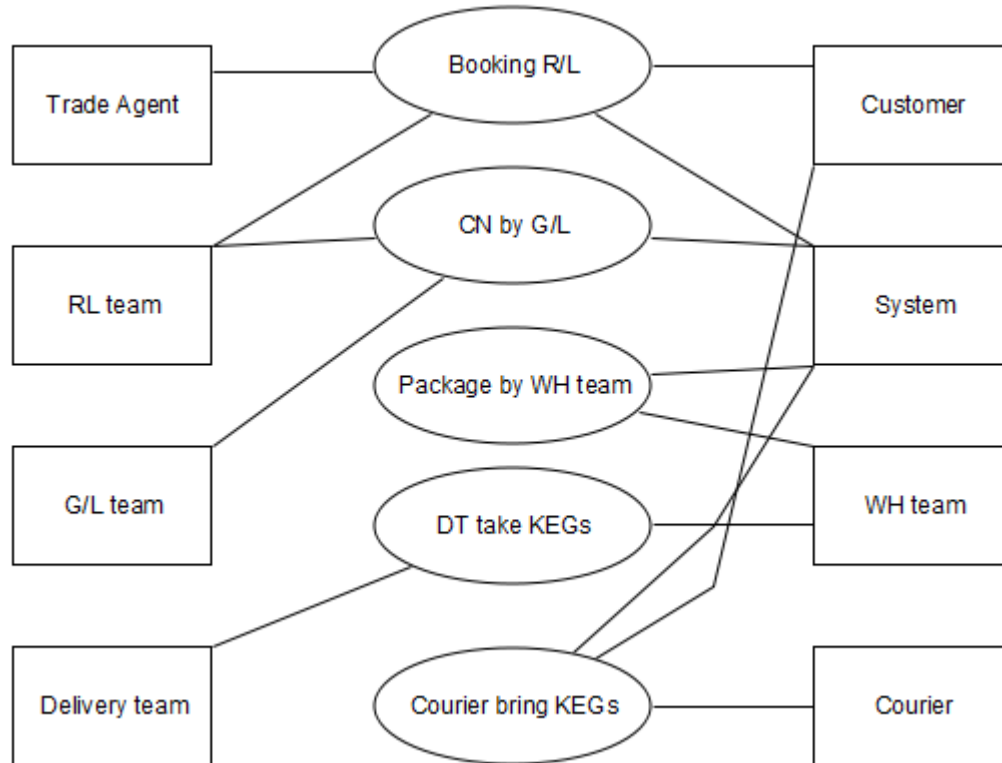 Booking R/L
Trade Agent
Customer
CN by G/L
RL team
System
Package by WH team
G/L team
WH team
DT take KEGs
Delivery team
Courier bring KEGs
Courier